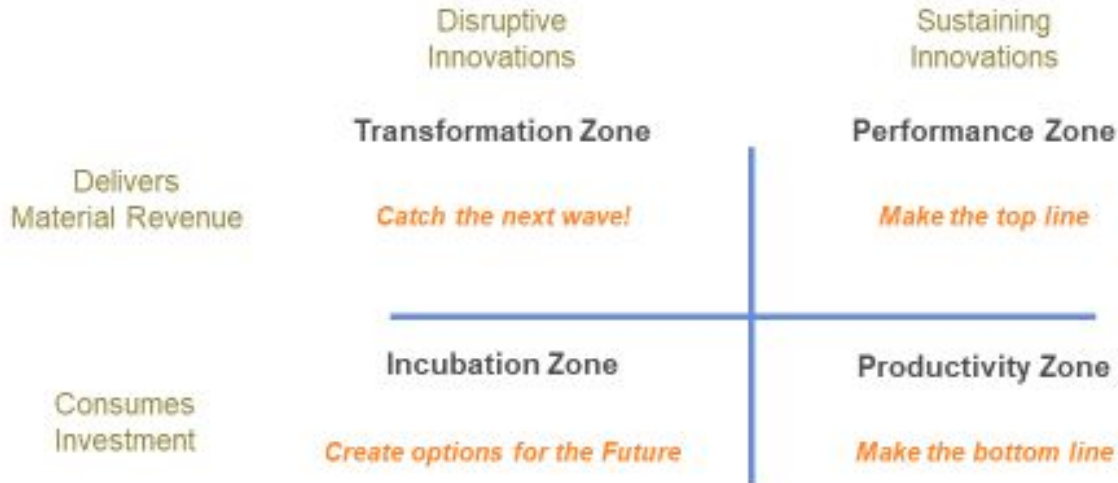 Disruptive
Innovations
Sustaining
Innovations
Transformation Zone
Performance Zone
Delivers
Material Revenue
Catch the next wave!
Make the top line
Incubation Zone
Productivity Zone
Consumes
Investment
Create options for the Future
Make the bottom line